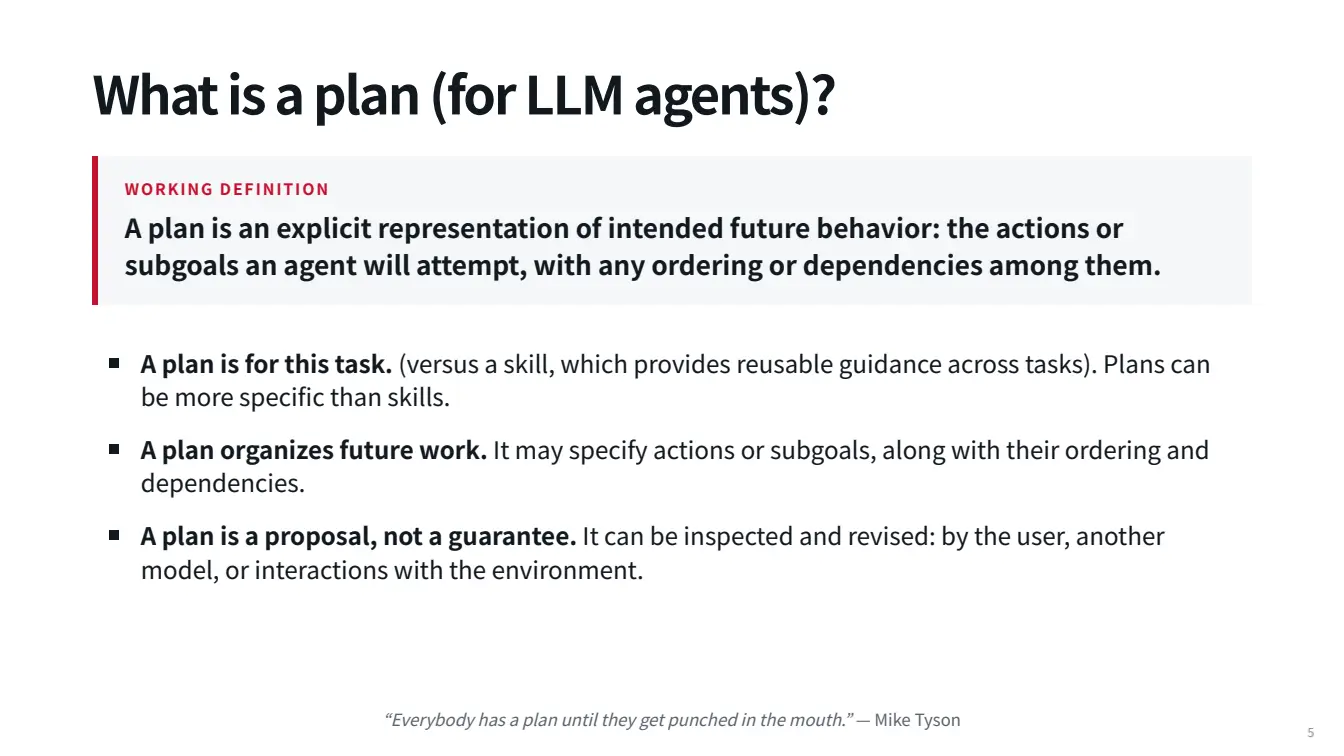 What is a plan (for LLM agents)?
WORKING DEFINITION
A plan is an explicit representation of intended future behavior: the actions or
subgoals an agent will attempt, with any ordering or dependencies among them.
A plan is for this task. (versus a skill, which provides reusable guidance across tasks). Plans can
be more specific than skills.
A plan organizes future work. It may specify actions or subgoals, along with their ordering and
dependencies.
A plan is a proposal, not a guarantee. It can be inspected and revised: by the user, another
model, or interactions with the environment.
“Everybody has a plan until they get punched in the mouth.” — Mike Tyson
5